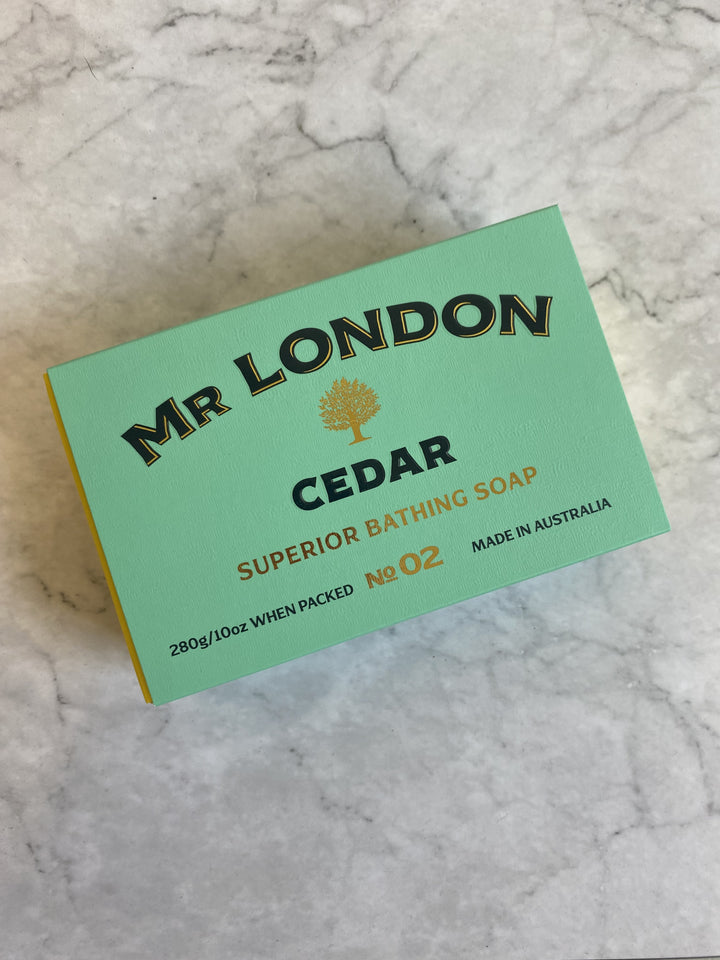 MR LONDON
CEDAR
SUPERIOR BATHING SOAP
280g/10oz WHEN PACKED № 02 MADE IN AUSTRALIA